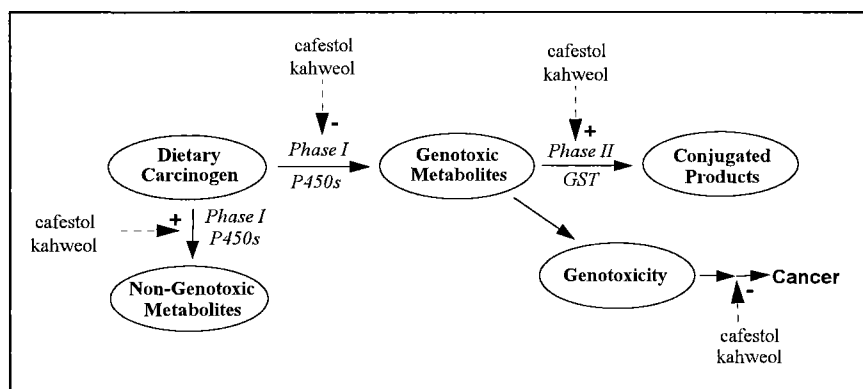 cafestol
kahweol
-
cafestol
kahweol
+
Dietary
Carcinogen
Phase I
P450s
Genotoxic
Metabolites
Phase II
GST
Conjugated
Products
cafestol
kahweol
+
Phase I
P450s
Non-Genotoxic
Metabolites
Genotoxicity
Cancer
-
cafestol
kahweol